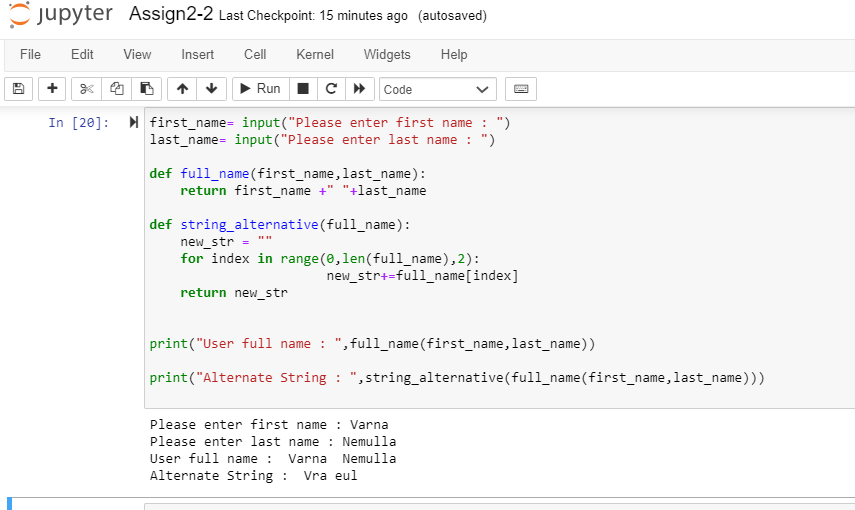 jupyter Assign2-2 Last Checkpoint: 15 minutes ago (autosaved)
File Edit View Insert Cell Kernel Widgets Help
Run Code
In [20]: first_name= input("Please enter first name : ")
last_name= input("Please enter last name : ")
def full_name(first_name,last_name):
return first_name +" "+last_name
def string_alternative(full_name):
new_str = ""
for index in range(0,len(full_name),2):
new_str+=full_name[index]
return new_str
print("User full name : ",full_name(first_name,last_name))
print("Alternate String : ",string_alternative(full_name(first_name,last_name)))
Please enter first name : Varna
Please enter last name : Nemulla
User full name :  Varna  Nemulla
Alternate String :  Vra eul